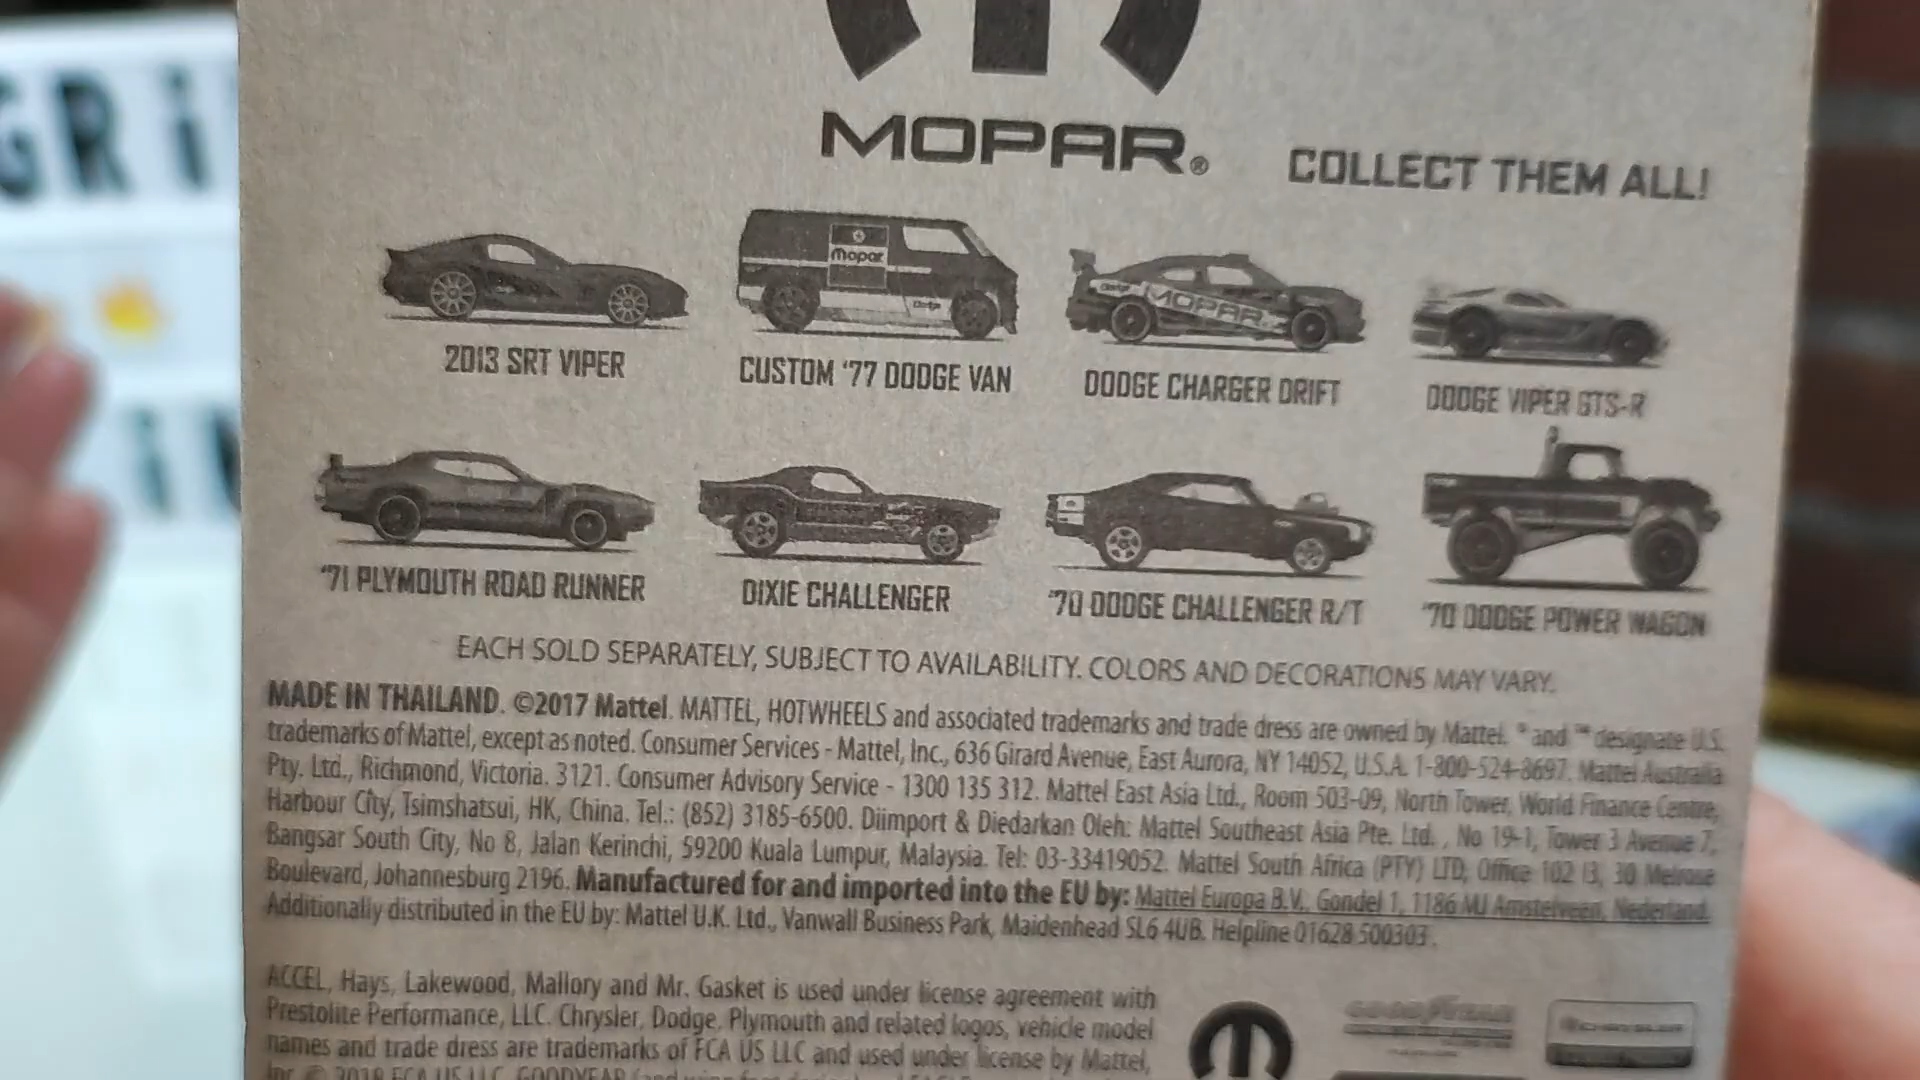 GRi
MOPAR®
COLLECT THEM ALL!
Mopar
Dodge
MOPAR
2013 SRT VIPER
CUSTOM '77 DODGE VAN
DODGE CHARGER DRIFT
DODGE VIPER GTS-R
'71 PLYMOUTH ROAD RUNNER
DIXIE CHALLENGER
'70 DODGE CHALLENGER R/T
'70 DODGE POWER WAGON
EACH SOLD SEPARATELY, SUBJECT TO AVAILABILITY. COLORS AND DECORATIONS MAY VARY.
MADE IN THAILAND. ©2017 Mattel. MATTEL, HOTWHEELS and associated trademarks and trade dress are owned by Mattel. ® and ™ designate U.S.
trademarks of Mattel, except as noted. Consumer Services - Mattel, Inc., 636 Girard Avenue, East Aurora, NY 14052, U.S.A. 1-800-524-8697. Mattel Australia
Pty. Ltd., Richmond, Victoria. 3121. Consumer Advisory Service - 1300 135 312. Mattel East Asia Ltd., Room 503-09, North Tower, World Finance Centre,
Harbour City, Tsimshatsui, HK, China. Tel.: (852) 3185-6500. Diimport & Diedarkan Oleh: Mattel Southeast Asia Pte. Ltd. , No 19-1, Tower 3 Avenue 7,
Bangsar South City, No 8, Jalan Kerinchi, 59200 Kuala Lumpur, Malaysia. Tel: 03-33419052. Mattel South Africa (PTY) LTD, Office 102 I3, 30 Melrose
Boulevard, Johannesburg 2196. Manufactured for and imported into the EU by: Mattel Europa B.V., Gondel 1, 1186 MJ Amstelveen, Nederland.
Additionally distributed in the EU by: Mattel U.K. Ltd., Vanwall Business Park, Maidenhead SL6 4UB. Helpline 01628 500303.
ACCEL, Hays, Lakewood, Mallory and Mr. Gasket is used under license agreement with
Prestolite Performance, LLC. Chrysler, Dodge, Plymouth and related logos, vehicle model
names and trade dress are trademarks of FCA US LLC and used under license by Mattel,
Inc. © 2018 FCA US LLC. GOODYEAR
GOODYEAR